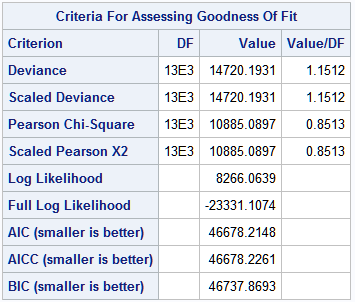 Criteria For Assessing Goodness Of Fit
Criterion DF Value Value/DF
Deviance 13E3 14720.1931 1.1512
Scaled Deviance 13E3 14720.1931 1.1512
Pearson Chi-Square 13E3 10885.0897 0.8513
Scaled Pearson X2 13E3 10885.0897 0.8513
Log Likelihood 8266.0639
Full Log Likelihood -23331.1074
AIC (smaller is better) 46678.2148
AICC (smaller is better) 46678.2261
BIC (smaller is better) 46737.8693